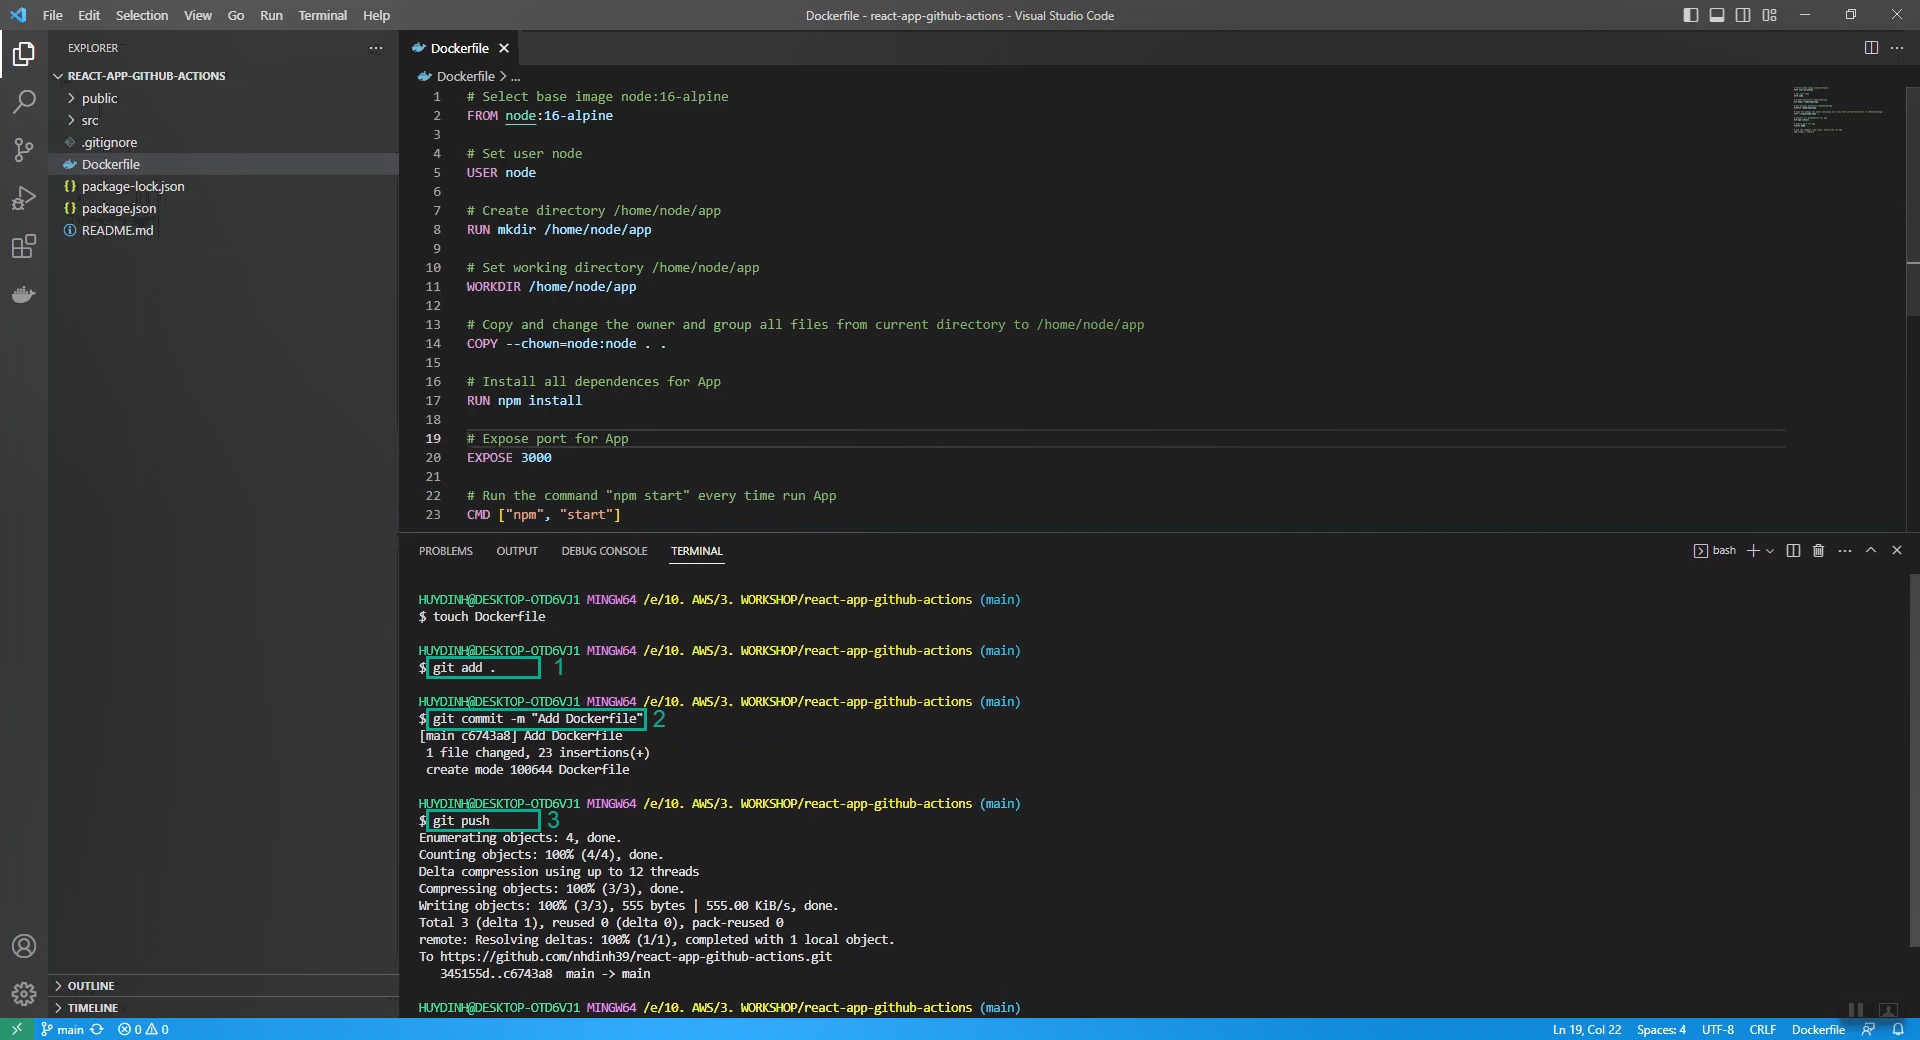 File Edit Selection View Go Run Terminal Help
Dockerfile - react-app-github-actions - Visual Studio Code
EXPLORER
REACT-APP-GITHUB-ACTIONS
public
src
.gitignore
Dockerfile
package-lock.json
package.json
README.md
OUTLINE
TIMELINE
Dockerfile
Dockerfile > ...
1 # Select base image node:16-alpine
2 FROM node:16-alpine
3
4 # Set user node
5 USER node
6
7 # Create directory /home/node/app
8 RUN mkdir /home/node/app
9
10 # Set working directory /home/node/app
11 WORKDIR /home/node/app
12
13 # Copy and change the owner and group all files from current directory to /home/node/app
14 COPY --chown=node:node . .
15
16 # Install all dependences for App
17 RUN npm install
18
19 # Expose port for App
20 EXPOSE 3000
21
22 # Run the command "npm start" every time run App
23 CMD ["npm", "start"]
PROBLEMS OUTPUT DEBUG CONSOLE TERMINAL
bash
HUYDINH@DESKTOP-OTD6VJ1 MINGW64 /e/10. AWS/3. WORKSHOP/react-app-github-actions (main)
$ touch Dockerfile
HUYDINH@DESKTOP-OTD6VJ1 MINGW64 /e/10. AWS/3. WORKSHOP/react-app-github-actions (main)
$ git add . 1
HUYDINH@DESKTOP-OTD6VJ1 MINGW64 /e/10. AWS/3. WORKSHOP/react-app-github-actions (main)
$ git commit -m "Add Dockerfile" 2
[main c6743a8] Add Dockerfile
1 file changed, 23 insertions(+)
create mode 100644 Dockerfile
HUYDINH@DESKTOP-OTD6VJ1 MINGW64 /e/10. AWS/3. WORKSHOP/react-app-github-actions (main)
$ git push 3
Enumerating objects: 4, done.
Counting objects: 100% (4/4), done.
Delta compression using up to 12 threads
Compressing objects: 100% (3/3), done.
Writing objects: 100% (3/3), 555 bytes | 555.00 KiB/s, done.
Total 3 (delta 1), reused 0 (delta 0), pack-reused 0
remote: Resolving deltas: 100% (1/1), completed with 1 local object.
To https://github.com/nhdinh39/react-app-github-actions.git
345155d..c6743a8 main -> main
HUYDINH@DESKTOP-OTD6VJ1 MINGW64 /e/10. AWS/3. WORKSHOP/react-app-github-actions (main)
main 0 0
Ln 19, Col 22 Spaces: 4 UTF-8 CRLF Dockerfile